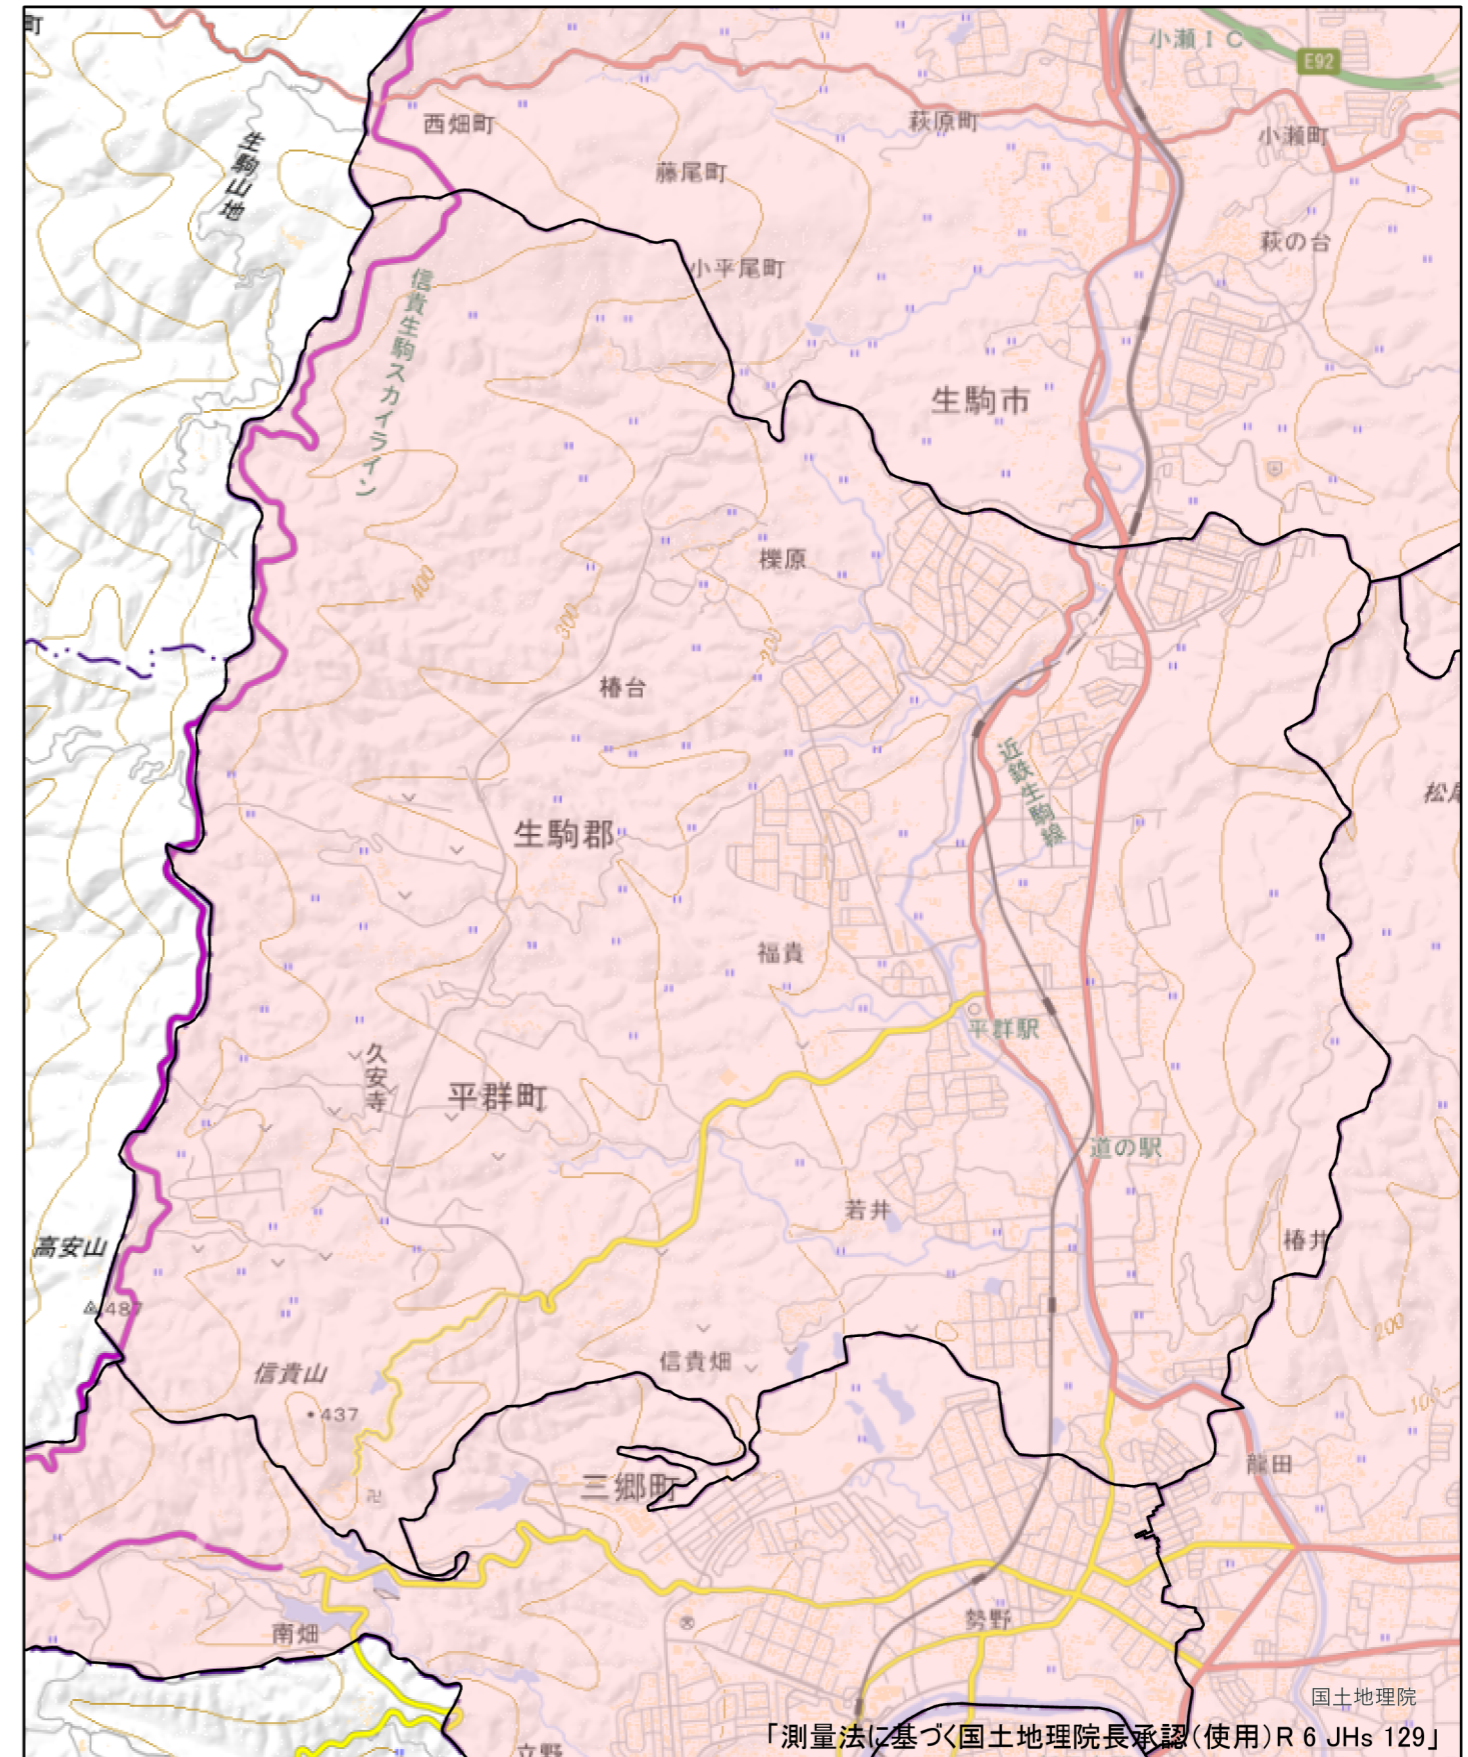 町
小瀬IC
E92
西畑町
萩原町
小瀬町
生駒山地
藤尾町
萩の台
小平尾町
信貴生駒スカイライン
生駒市
櫟原
400
300
200
椿台
近鉄生駒線
松尾
生駒郡
福貴
平群駅
久安寺
平群町
道の駅
若井
高安山
椿井
487
200
信貴畑
信貴山
100
437
龍田
三郷町
勢野
南畑
国土地理院
立野
「測量法に基づく国土地理院長承認(使用)R 6 JHs 129」